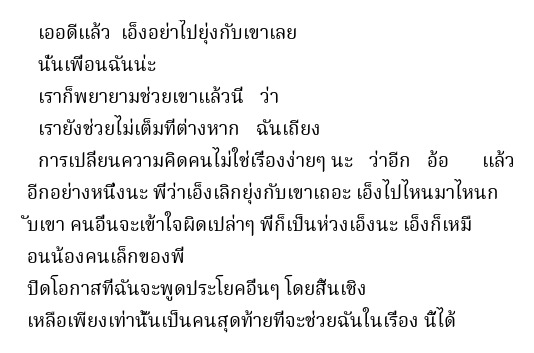 เออดีแล้ว เอ็งอย่าไปยุ่งกับเขาเลย
นั่นเพื่อนฉันน่ะ
เราก็พยายามช่วยเขาแล้วนี่ ว่า
เรายังช่วยไม่เต็มที่ต่างหาก ฉันเถียง
การเปลี่ยนความคิดคนไม่ใช่เรื่องง่ายๆ นะ ว่าอีก อ้อ แล้ว
อีกอย่างหนึ่งนะ พี่ว่าเอ็งเลิกยุ่งกับเขาเถอะ เอ็งไปไหนมาไหนก
ับเขา คนอื่นจะเข้าใจผิดเปล่าๆ พี่ก็เป็นห่วงเอ็งนะ เอ็งก็เหมื
อนน้องคนเล็กของพี่
ปิดโอกาสที่ฉันจะพูดประโยคอื่นๆ โดยสิ้นเชิง
เหลือเพียงเท่านั้นเป็นคนสุดท้ายที่จะช่วยฉันในเรื่อง นี้ได้